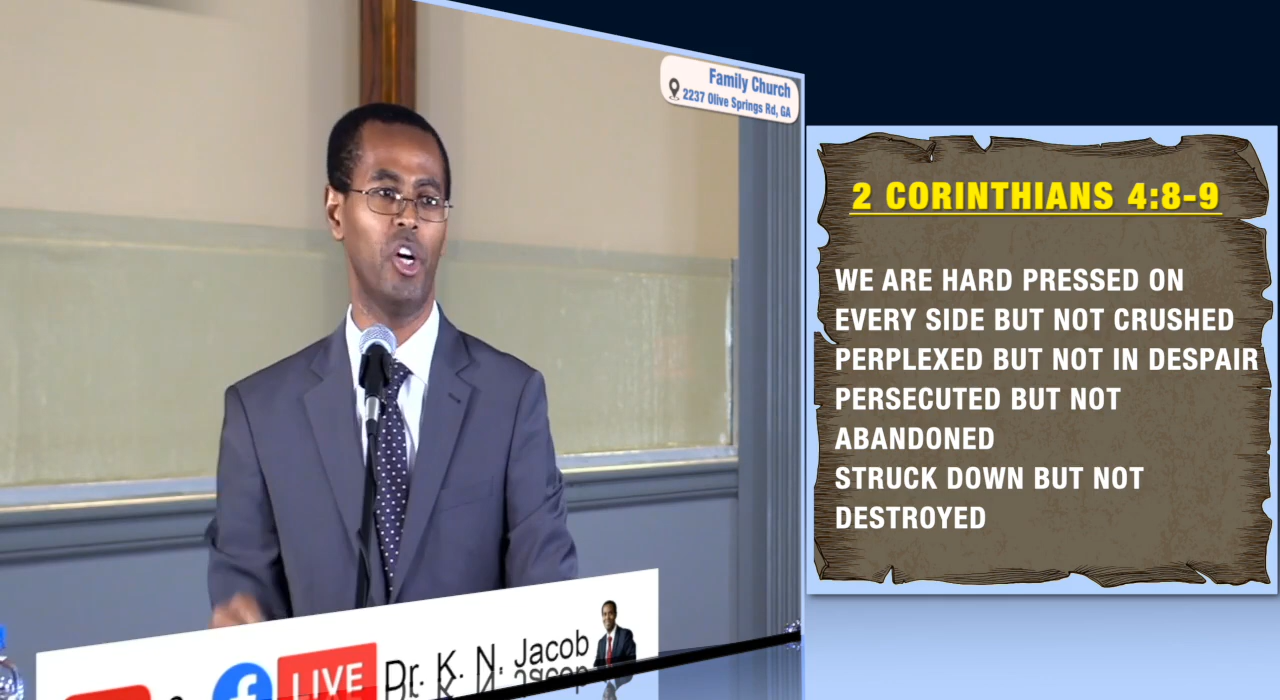 Family Church
2237 Olive Springs Rd, GA
2 CORINTHIANS 4:8-9
WE ARE HARD PRESSED ON
EVERY SIDE BUT NOT CRUSHED
PERPLEXED BUT NOT IN DESPAIR
PERSECUTED BUT NOT
ABANDONED
STRUCK DOWN BUT NOT
DESTROYED
LIVE Dr. K. N. Jacob